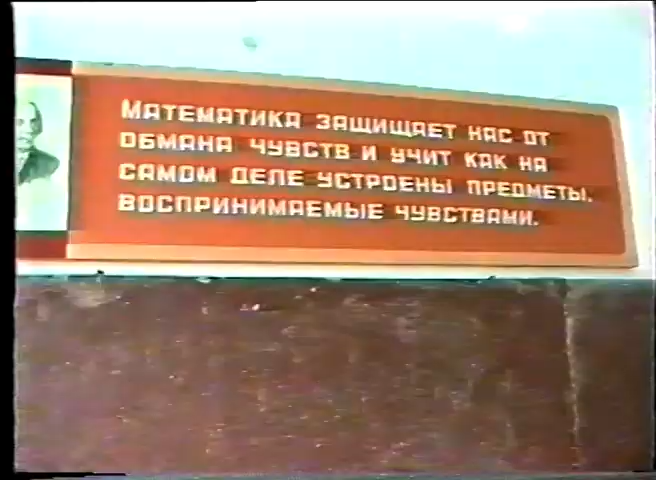 МАТЕМАТИКА ЗАЩИЩАЕТ НАС ОТ
ОБМАНА ЧУВСТВ И УЧИТ КАК НА
САМОМ ДЕЛЕ УСТРОЕНЫ ПРЕДМЕТЫ,
ВОСПРИНИМАЕМЫЕ ЧУВСТВАМИ.